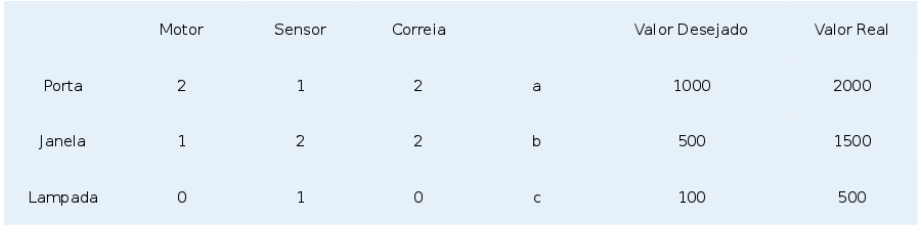 Motor Sensor Correia Valor Desejado Valor Real
Porta 2 1 2 a 1000 2000
Janela 1 2 2 b 500 1500
Lampada 0 1 0 c 100 500